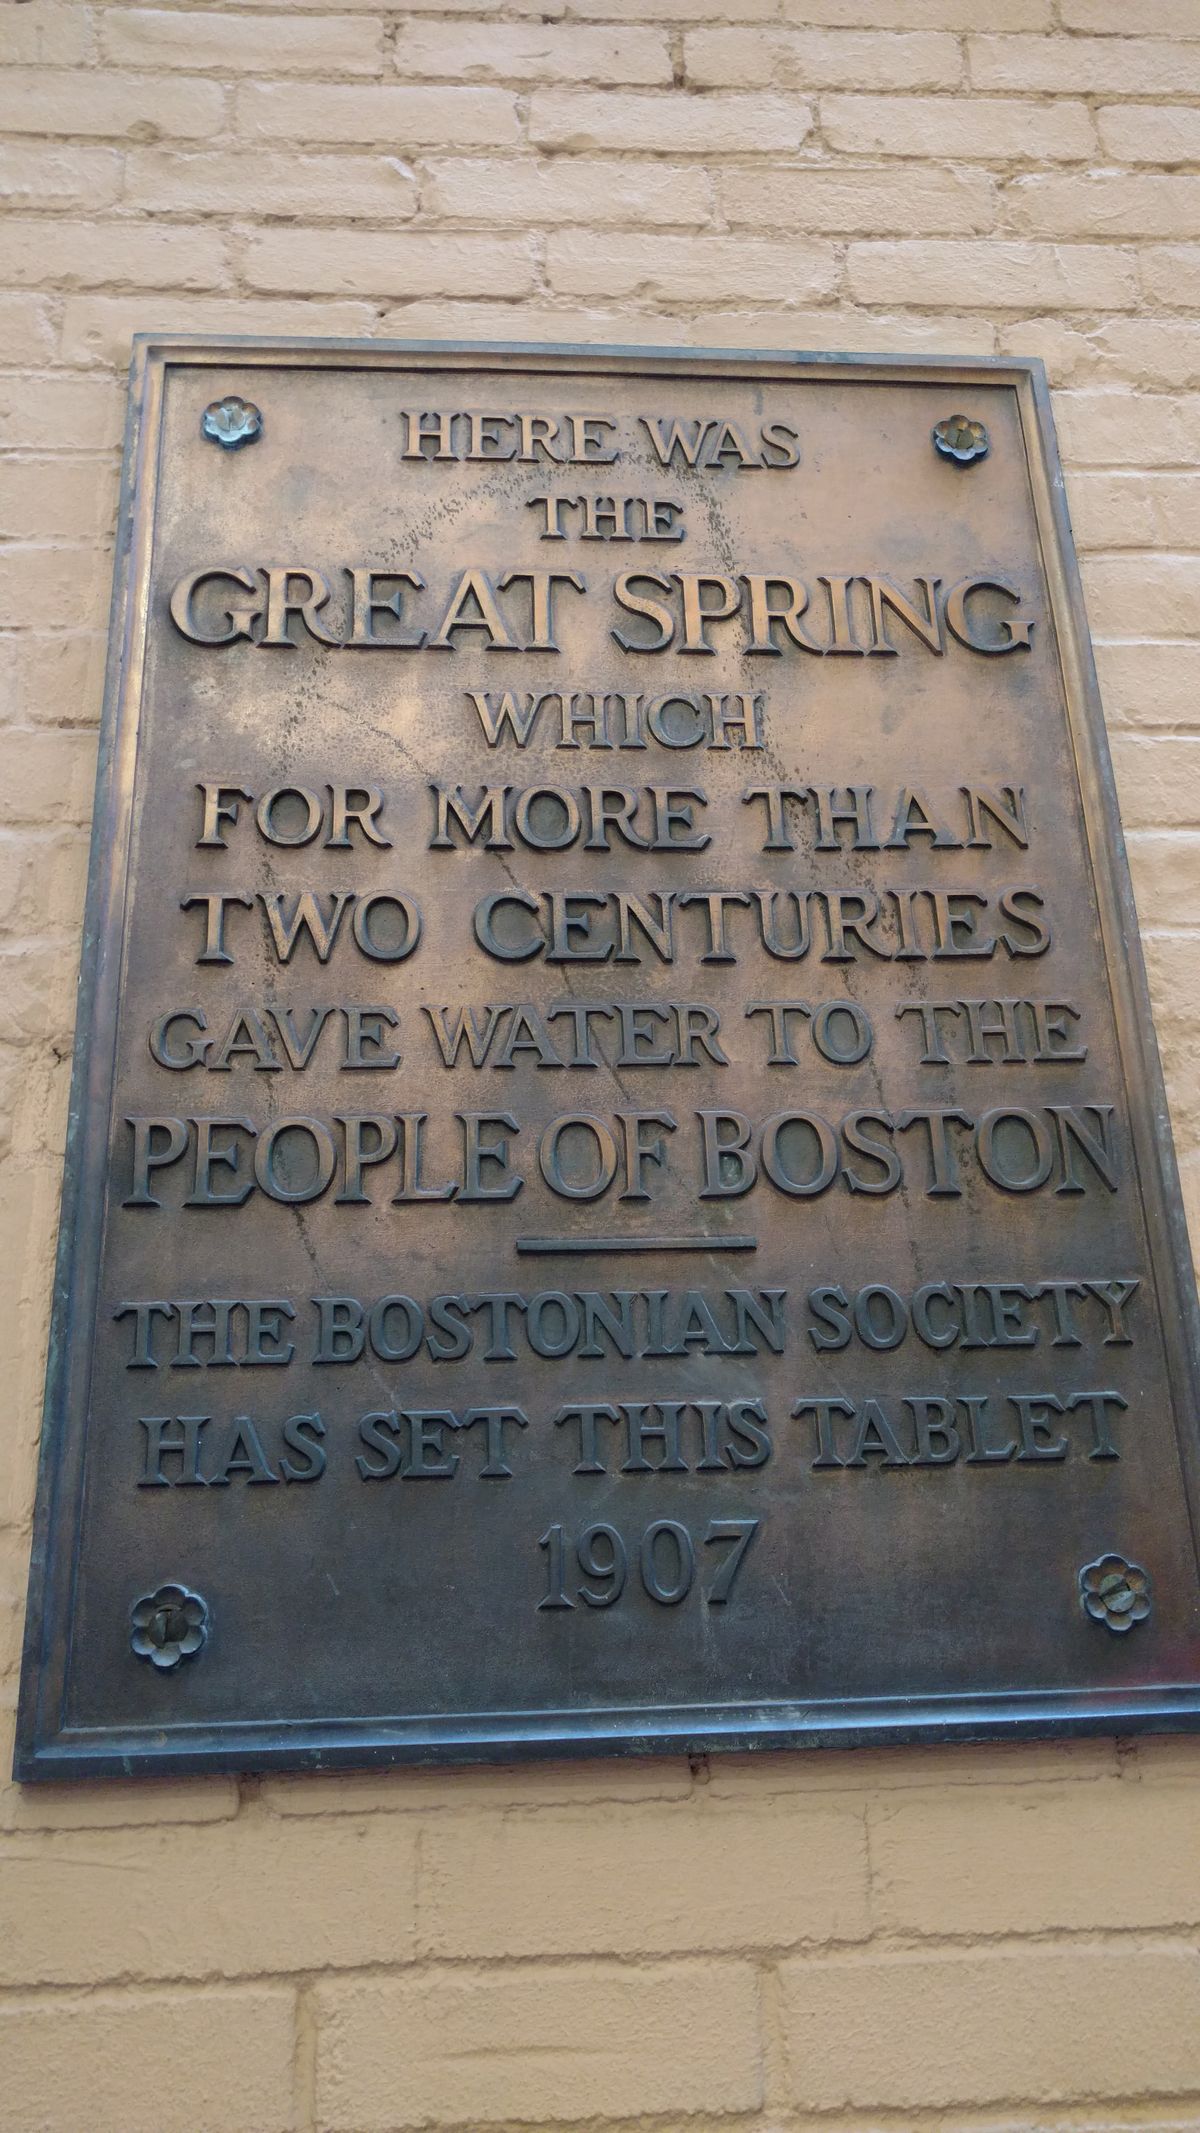 HERE WAS
THE
GREAT SPRING
WHICH
FOR MORE THAN
TWO CENTURIES
GAVE WATER TO THE
PEOPLE OF BOSTON
THE BOSTONIAN SOCIETY
HAS SET THIS TABLET
1907